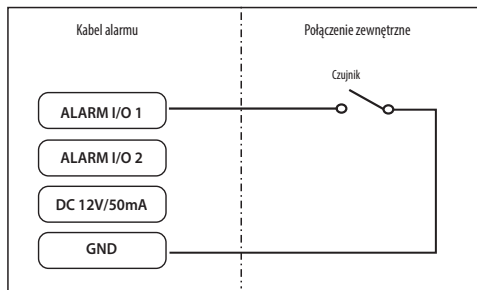 Kabel alarmu
Połączenie zewnętrzne
Czujnik
ALARM I/O 1
ALARM I/O 2
DC 12V/50mA
GND